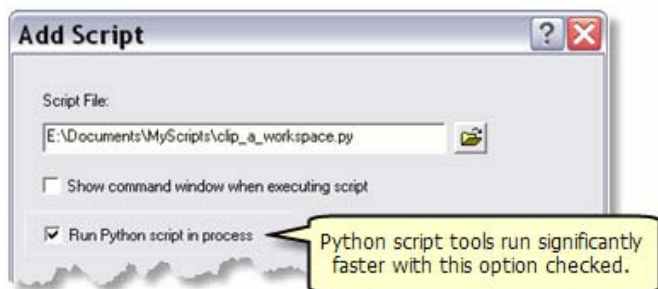 Add Script
Script File:
E:\Documents\MyScripts\clip_a_workspace.py
Show command window when executing script
Run Python script in process
Python script tools run significantly
faster with this option checked.